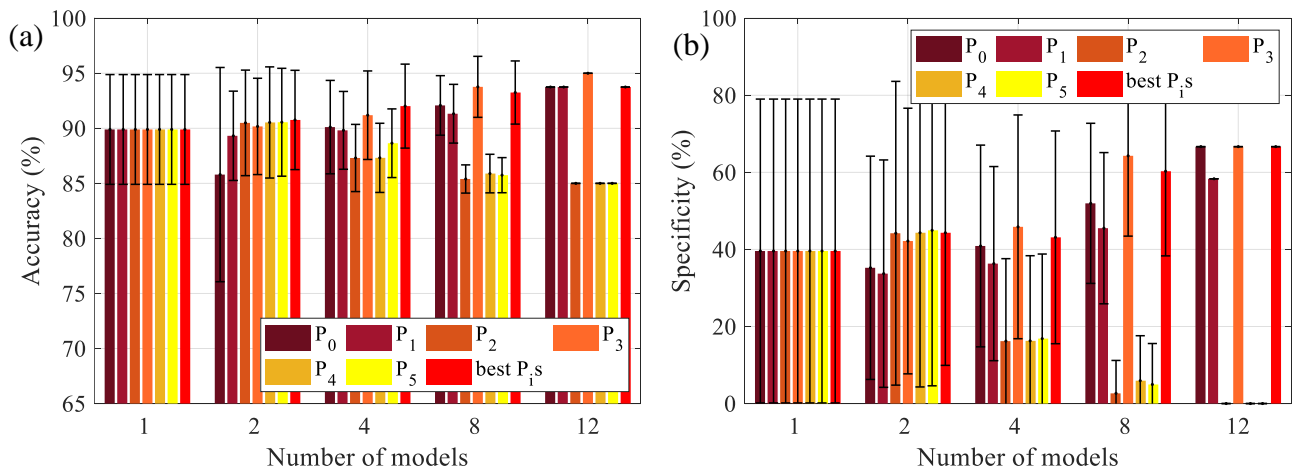 (a)
Accuracy (%)
100
95
90
85
80
75
70
65
P0 P1 P2 P3
P4 P5 best Pis
1 2 4 8 12
Number of models
(b)
Specificity (%)
100
80
60
40
20
0
P0 P1 P2 P3
P4 P5 best Pis
1 2 4 8 12
Number of models